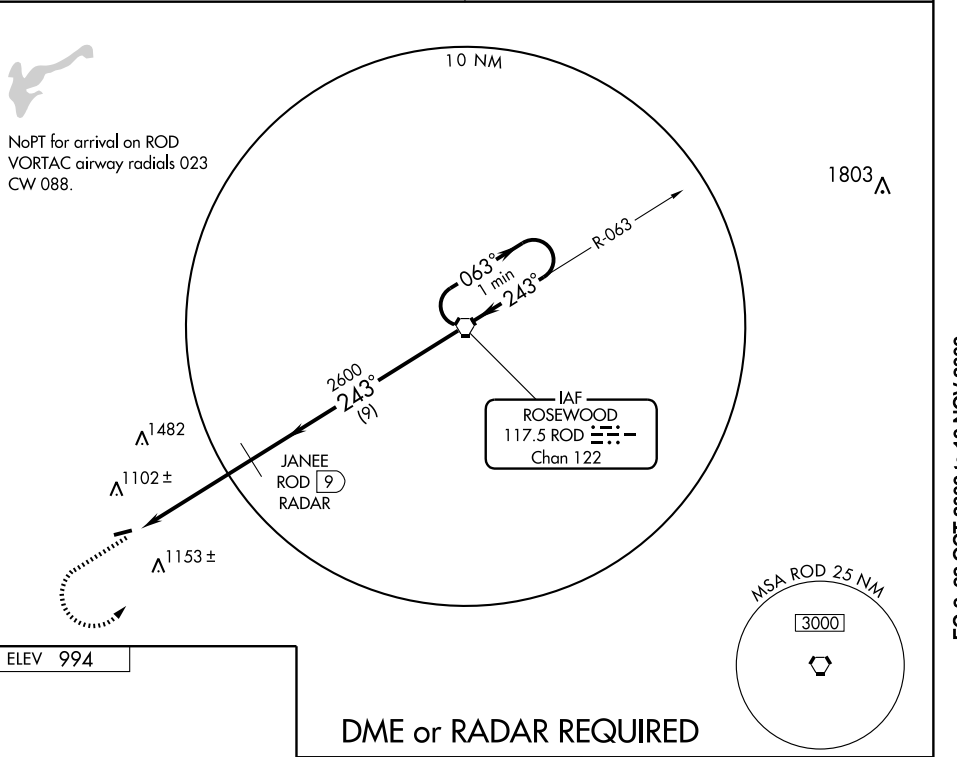 10 NM
NoPT for arrival on ROD
VORTAC airway radials 023
CW 088.
1803
R-063
063°
1 min
243°
2600
243°
(9)
IAF
ROSEWOOD
117.5 ROD
Chan 122
1482
JANEE
ROD 9
RADAR
1102 ±
1153 ±
MSA ROD 25 NM
3000
ELEV 994
DME or RADAR REQUIRED